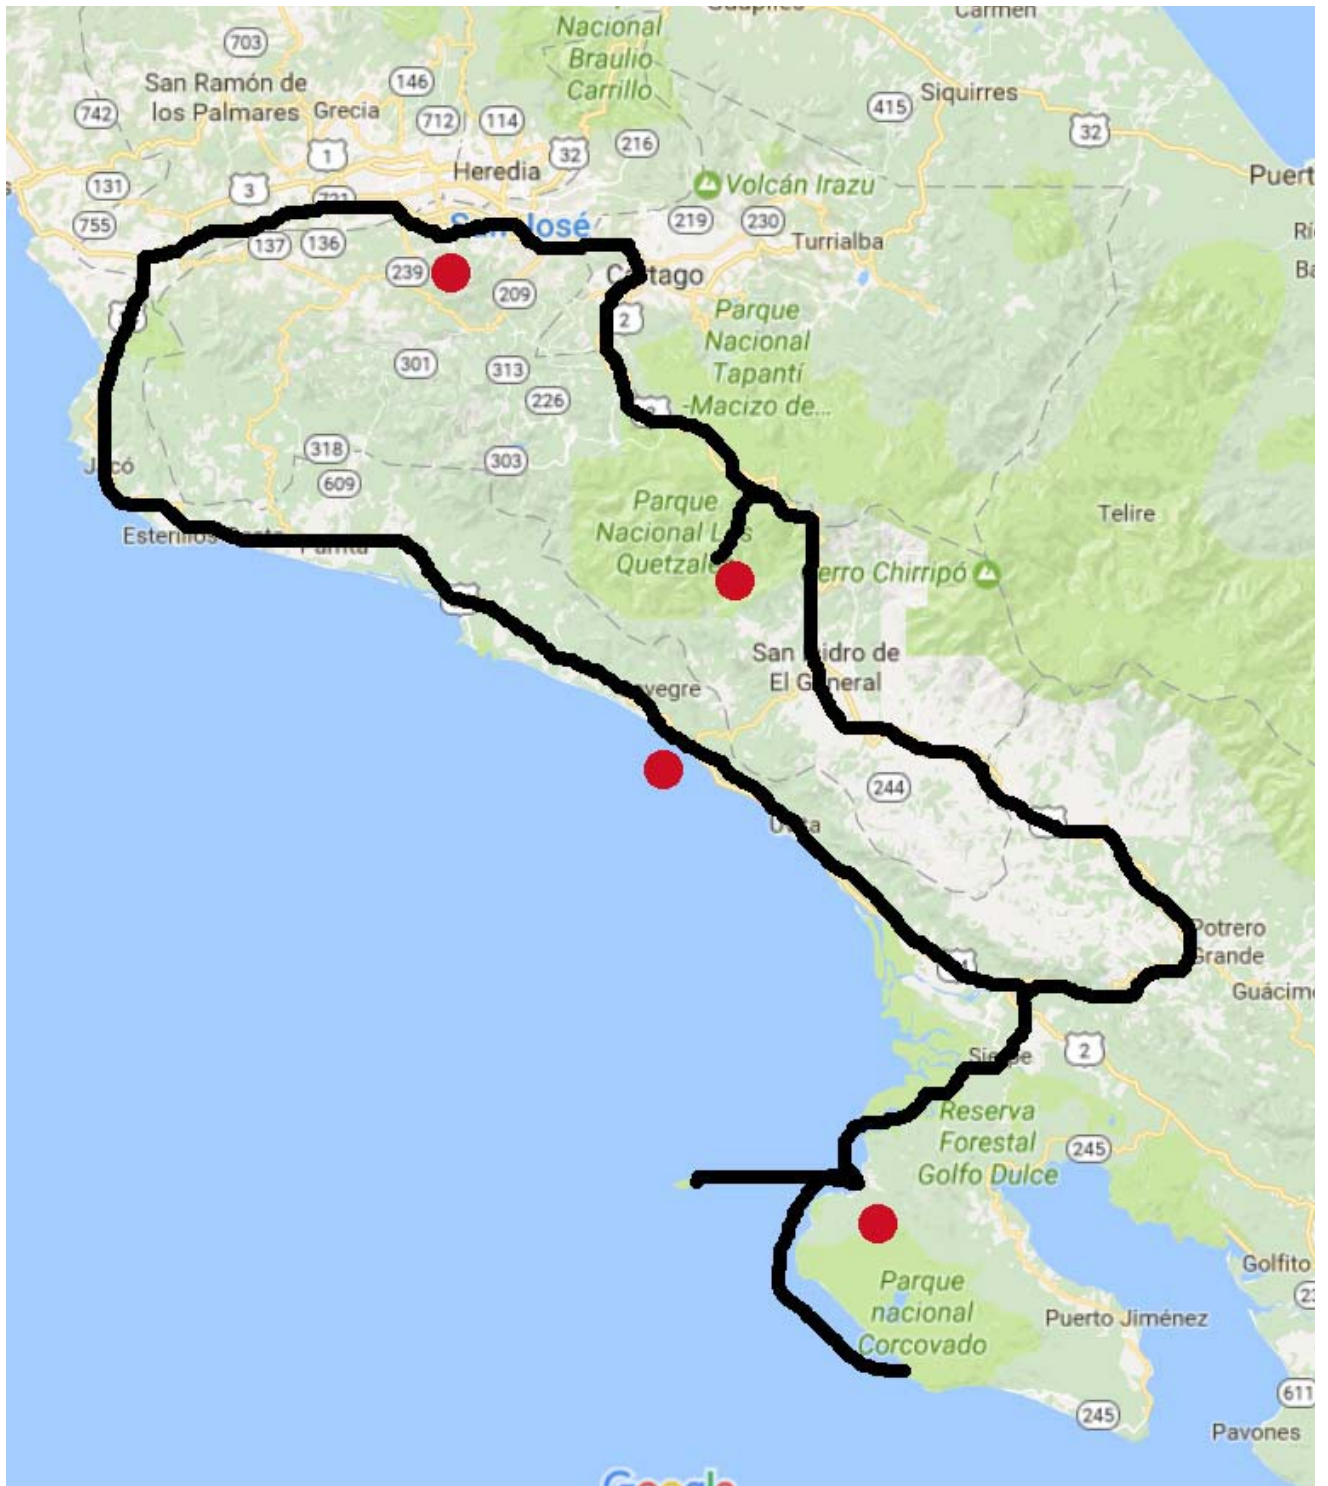 Carmen
703
Nacional
Braulio
Carrillo
146
San Ramón de
los Palmares
Grecia
742
712
114
415
Siquirres
32
1
Heredia
32
216
131
3
Volcán Irazu
Puert
755
137
136
219
230
Turrialba
Rí
239
209
Ba
2
Parque
Nacional
Tapantí
-Macizo de...
301
313
226
318
303
609
Parque
Nacional
Telire
San
El
244
Potrero
Grande
Guácim
2
Reserva
Forestal
Golfo Dulce
245
Golfito
Parque
nacional
Corcovado
Puerto Jiménez
611
245
Pavones
Google